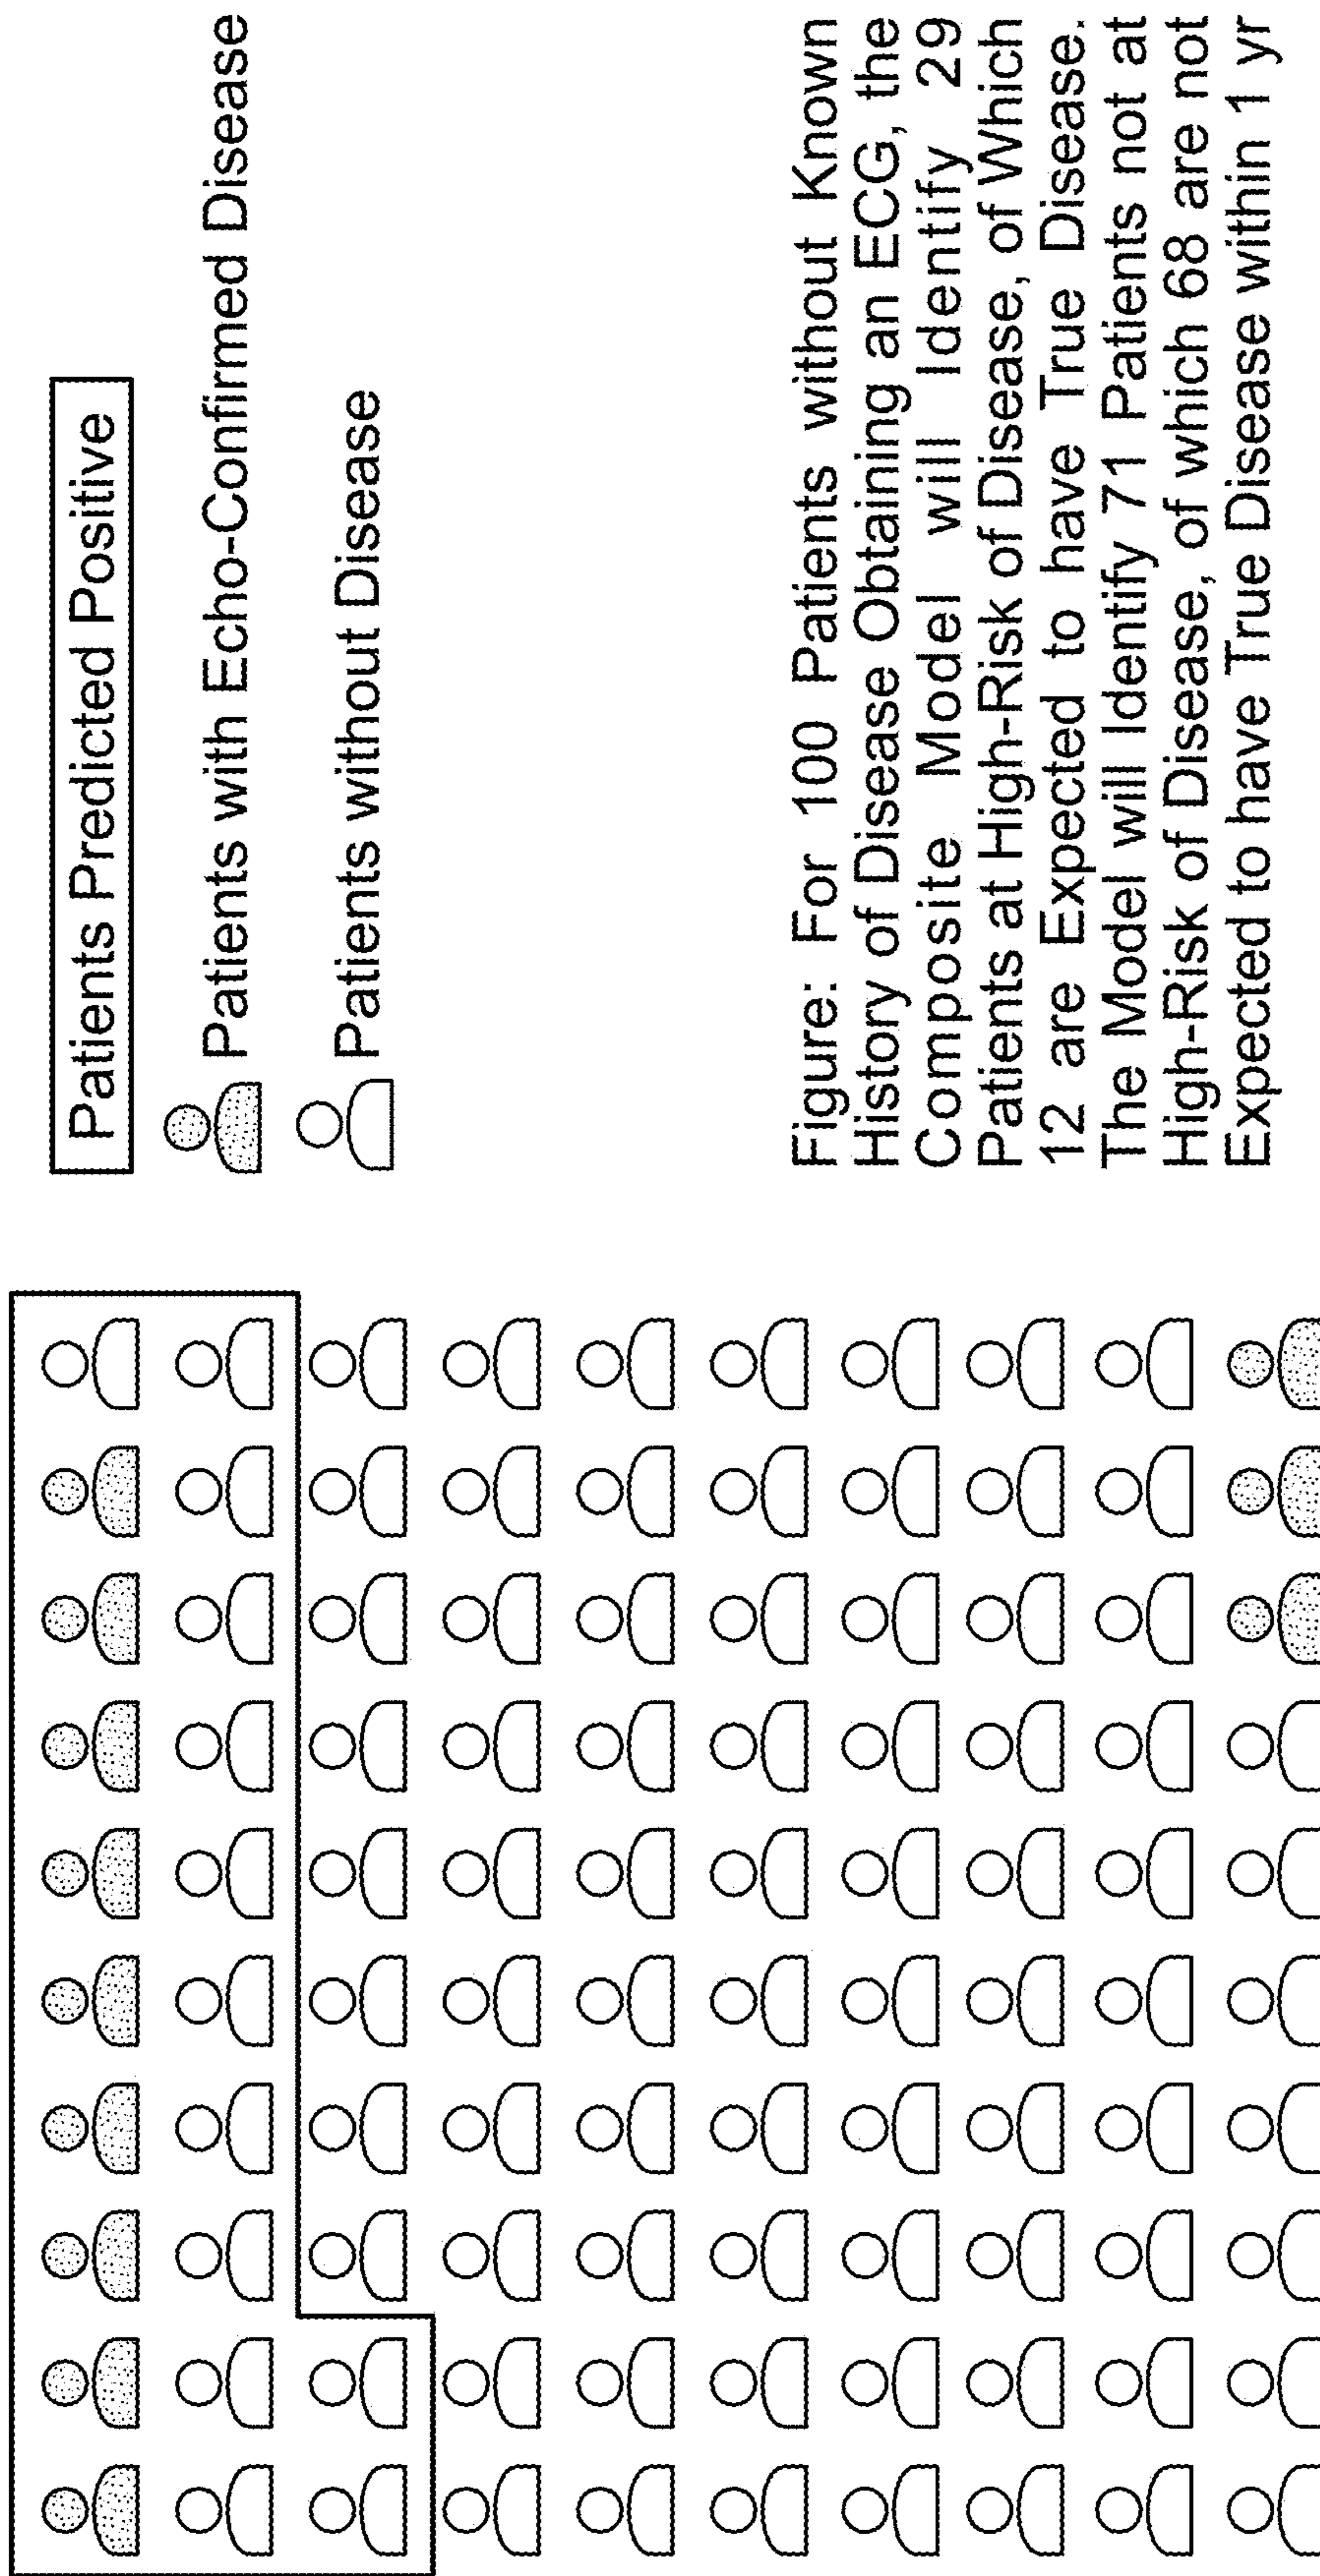 Patients Predicted Positive
Patients with Echo-Confirmed Disease
Patients without Disease
Figure: For 100 Patients without Known
History of Disease Obtaining an ECG, the
Composite Model will Identify 29
Patients at High-Risk of Disease, of Which
12 are Expected to have True Disease.
The Model will Identify 71 Patients not at
High-Risk of Disease, of which 68 are not
Expected to have True Disease within 1 yr